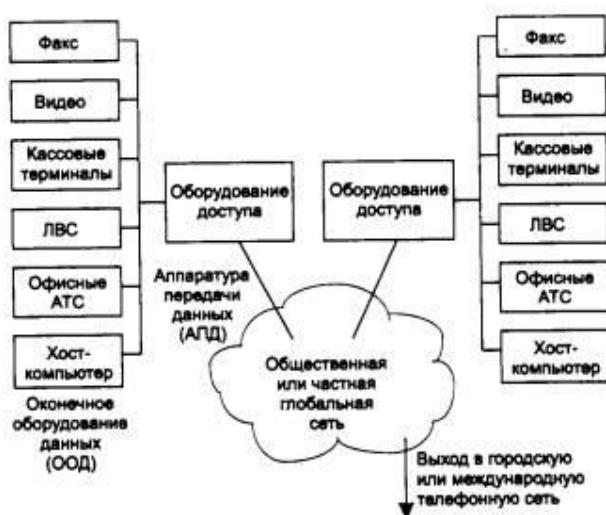 Факс
Видео
Кассовые
терминалы
ЛВС
Офисные
АТС
Хост-
компьютер
Оконечное
оборудование
данных
(ООД)
Оборудование
доступа
Аппаратура
передачи
данных
(АПД)
Оборудование
доступа
Общественная
или частная
глобальная
сеть
Выход в городскую
или международную
телефонную сеть
Факс
Видео
Кассовые
терминалы
ЛВС
Офисные
АТС
Хост-
компьютер